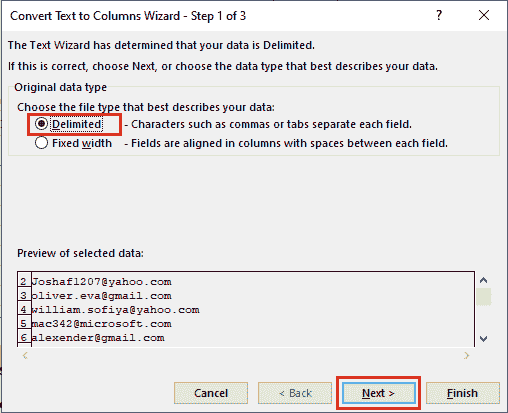 Convert Text to Columns Wizard - Step 1 of 3 ? ×
The Text Wizard has determined that your data is Delimited.
If this is correct, choose Next, or choose the data type that best describes your data.
Original data type
Choose the file type that best describes your data:
Delimited - Characters such as commas or tabs separate each field.
Fixed width - Fields are aligned in columns with spaces between each field.
Preview of selected data:
2 Joshaf1207@yahoo.com
3 oliver.eva@gmail.com
4 william.sofiya@yahoo.com
5 mac342@microsoft.com
6 alexender@gmail.com
Cancel < Back Next > Finish